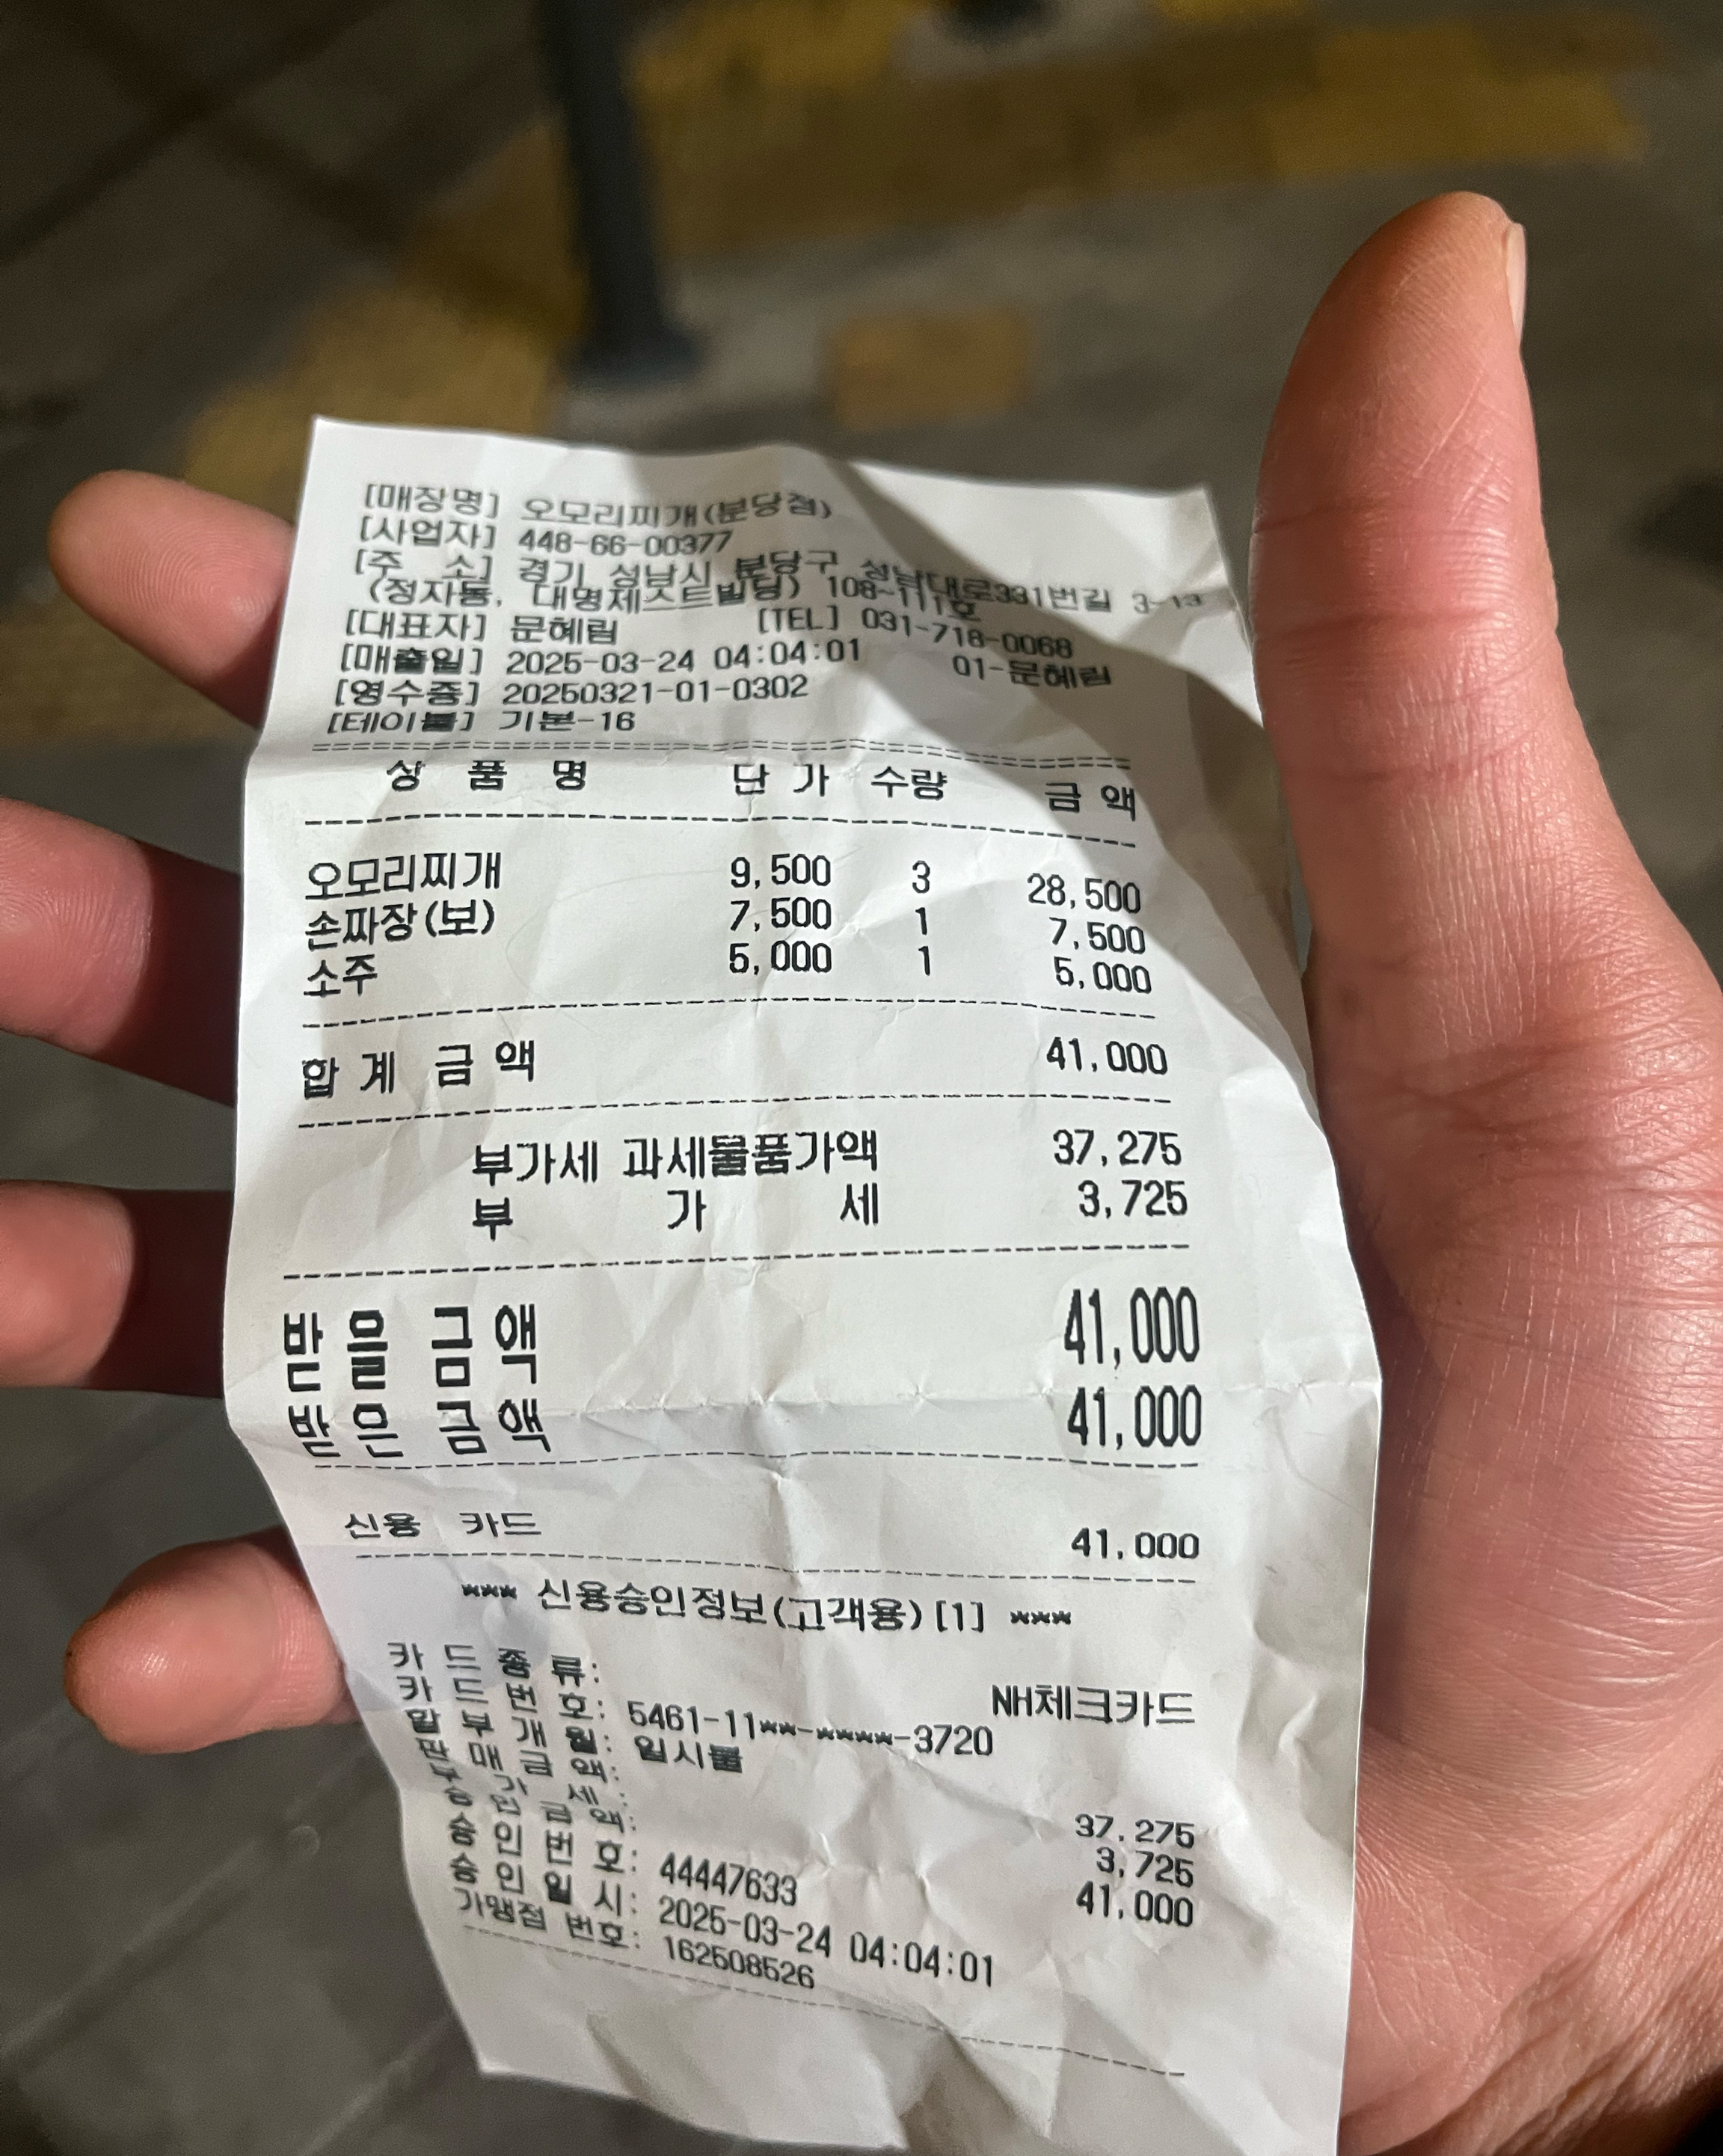 [매장명] 오모리찌개(분당점)
[사업자] 448-66-00377
[주 소] 경기 성남시 분당구 성남대로331번길 3-13
(정자동, 대명제스트빌딩) 108~111호
[대표자] 문혜림 [TEL] 031-718-0068
[매출일] 2025-03-24 04:04:01 01-문혜림
[영수증] 20250321-01-0302
[테이블] 기본-16
상 품 명 단 가 수량 금 액
오모리찌개 9,500 3 28,500
손짜장(보) 7,500 1 7,500
소주 5,000 1 5,000
합 계 금 액 41,000
부가세 과세물품가액 37,275
부 가 세 3,725
받 을 금 액 41,000
받 은 금 액 41,000
신용 카드 41,000
*** 신용승인정보(고객용) [1] ***
카 드 종 류: NH체크카드
카 드 번 호: 5461-11**-****-3720
할 부 개 월: 일시불
판 매 금 액: 37,275
부 가 세 : 3,725
승 인 금 액: 41,000
승 인 번 호: 44447633
승 인 일 시: 2025-03-24 04:04:01
가맹점 번호: 162508526